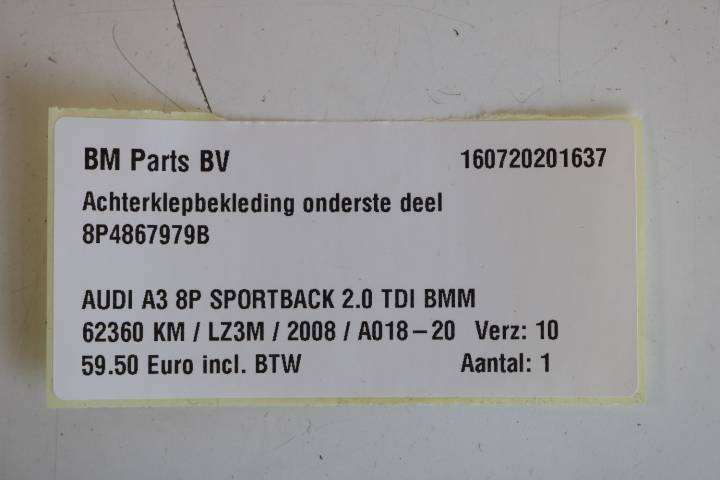 BM Parts BV 160720201637
Achterklepbekleding onderste deel
8P4867979B
AUDI A3 8P SPORTBACK 2.0 TDI BMM
62360 KM / LZ3M / 2008 / A018-20 Verz: 10
59.50 Euro incl. BTW Aantal: 1